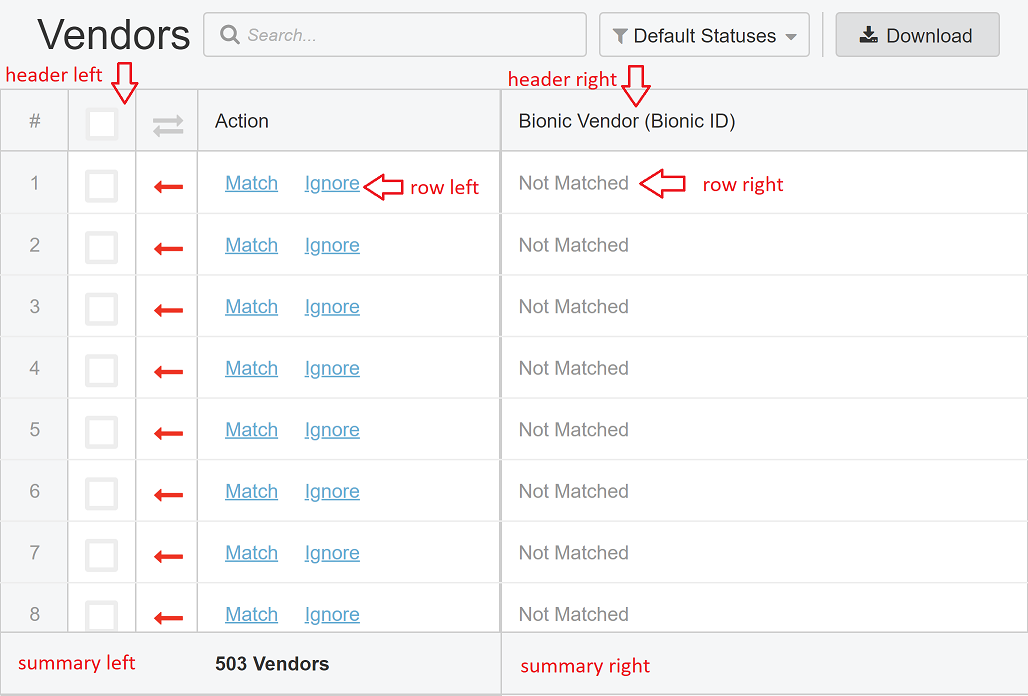 Vendors Search... Default Statuses Download
header left header right
# Action Bionic Vendor (Bionic ID)
1 Match Ignore row left Not Matched row right
2 Match Ignore Not Matched
3 Match Ignore Not Matched
4 Match Ignore Not Matched
5 Match Ignore Not Matched
6 Match Ignore Not Matched
7 Match Ignore Not Matched
8 Match Ignore Not Matched
summary left 503 Vendors summary right